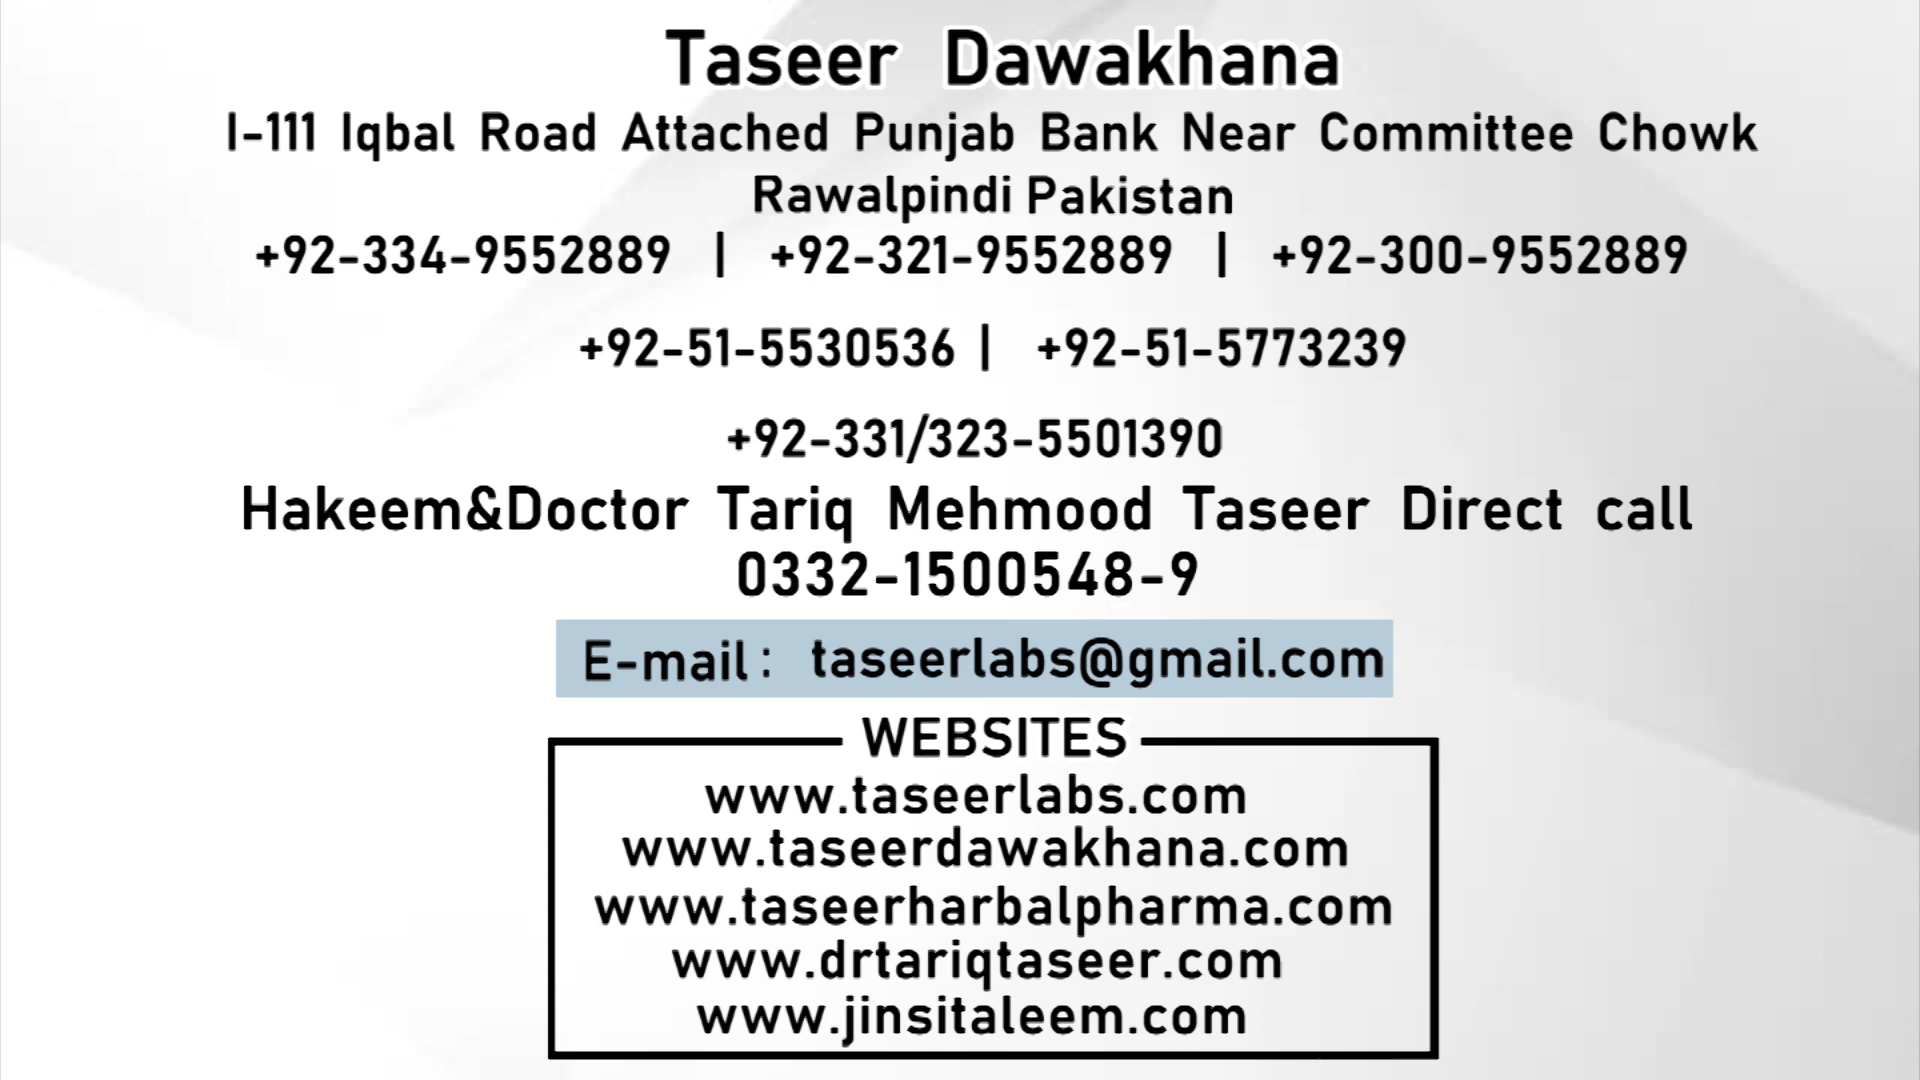 Taseer Dawakhana
I-111 Iqbal Road Attached Punjab Bank Near Committee Chowk
Rawalpindi Pakistan
+92-334-9552889 | +92-321-9552889 | +92-300-9552889
+92-51-5530536 | +92-51-5773239
+92-331/323-5501390
Hakeem&Doctor Tariq Mehmood Taseer Direct call
0332-1500548-9
E-mail : taseerlabs@gmail.com
WEBSITES
www.taseerlabs.com
www.taseerdawakhana.com
www.taseerharbalpharma.com
www.drtariqtaseer.com
www.jinsitaleem.com